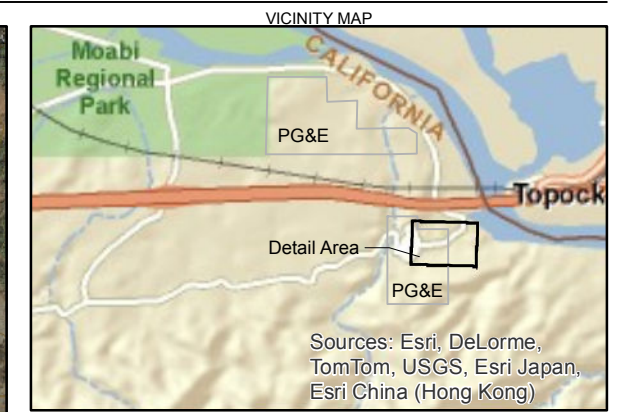 VICINITY MAP
Moabi
Regional
Park
CALIFORNIA
PG&E
Topock
Detail Area
PG&E
Sources: Esri, DeLorme,
TomTom, USGS, Esri Japan,
Esri China (Hong Kong)